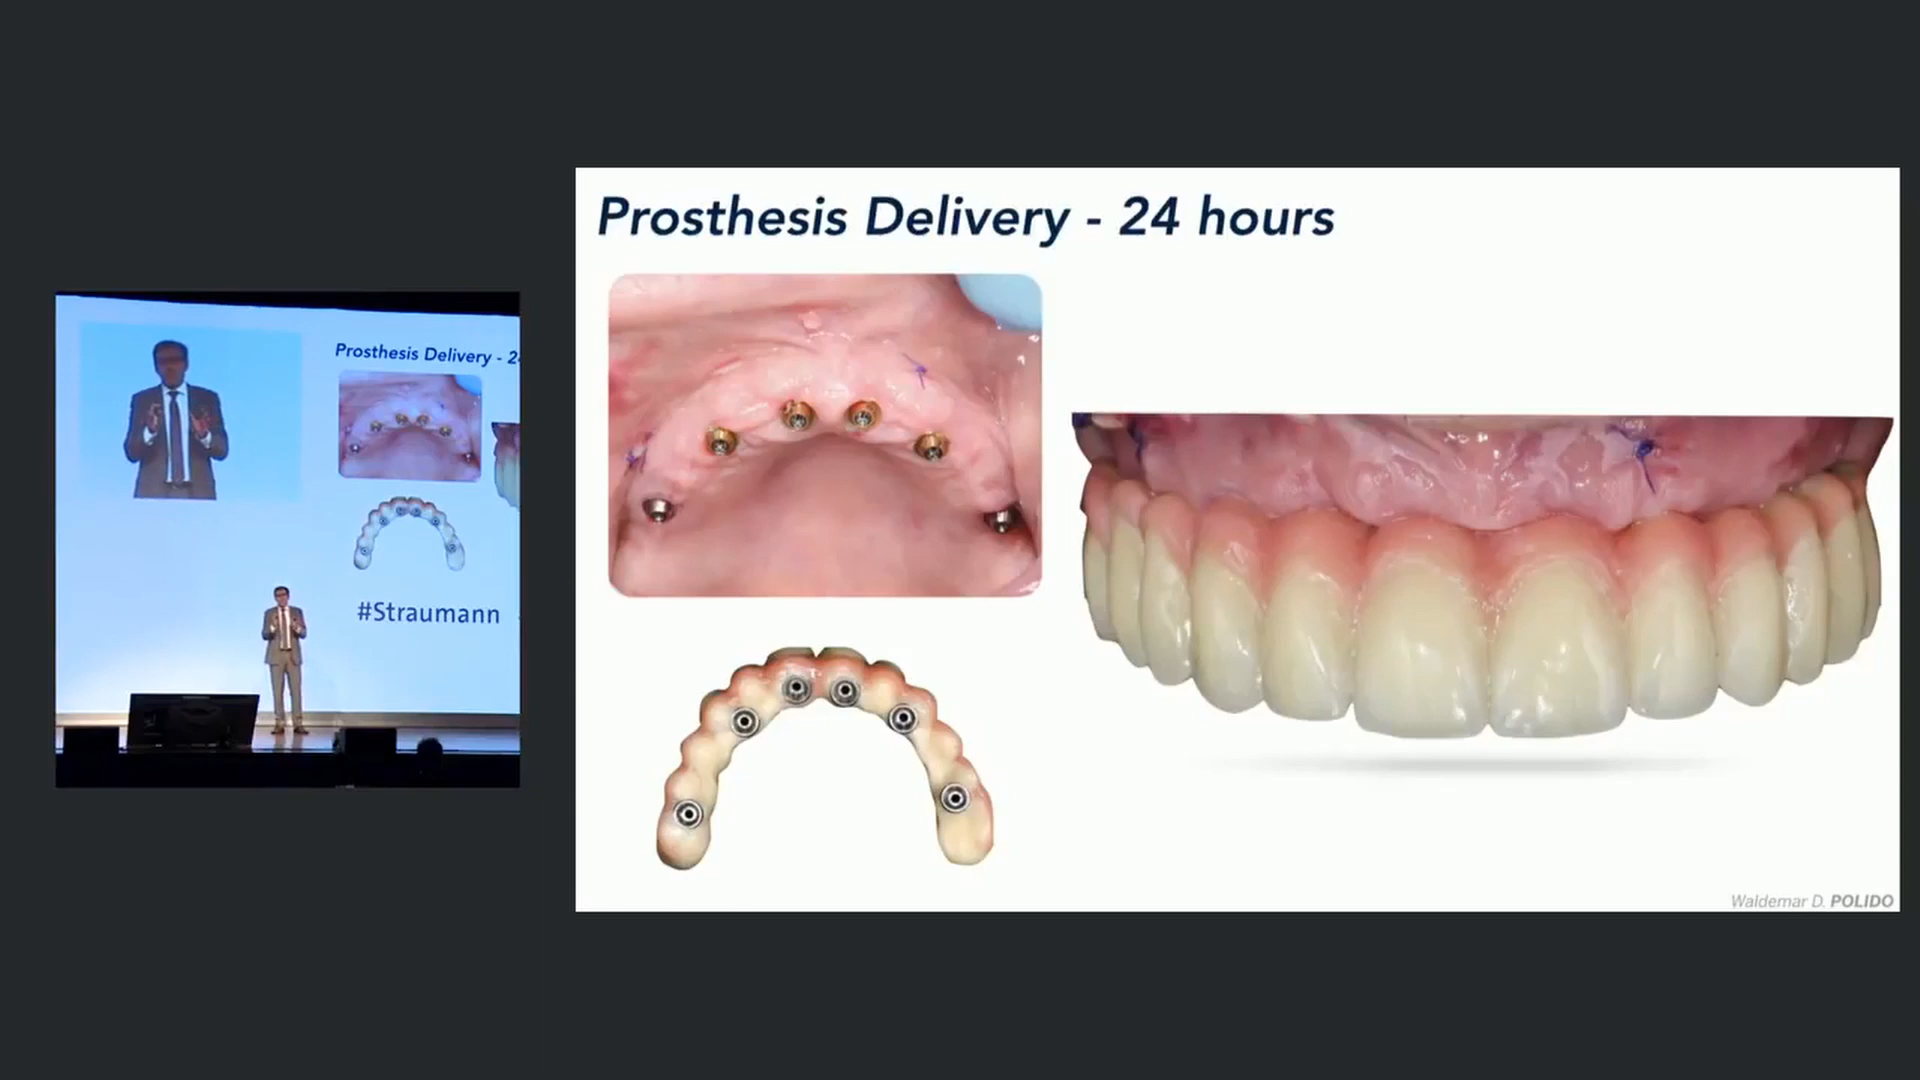 Prosthesis Delivery - 24 hours
Prosthesis Delivery - 2
#Straumann
Waldemar D. POLIDO